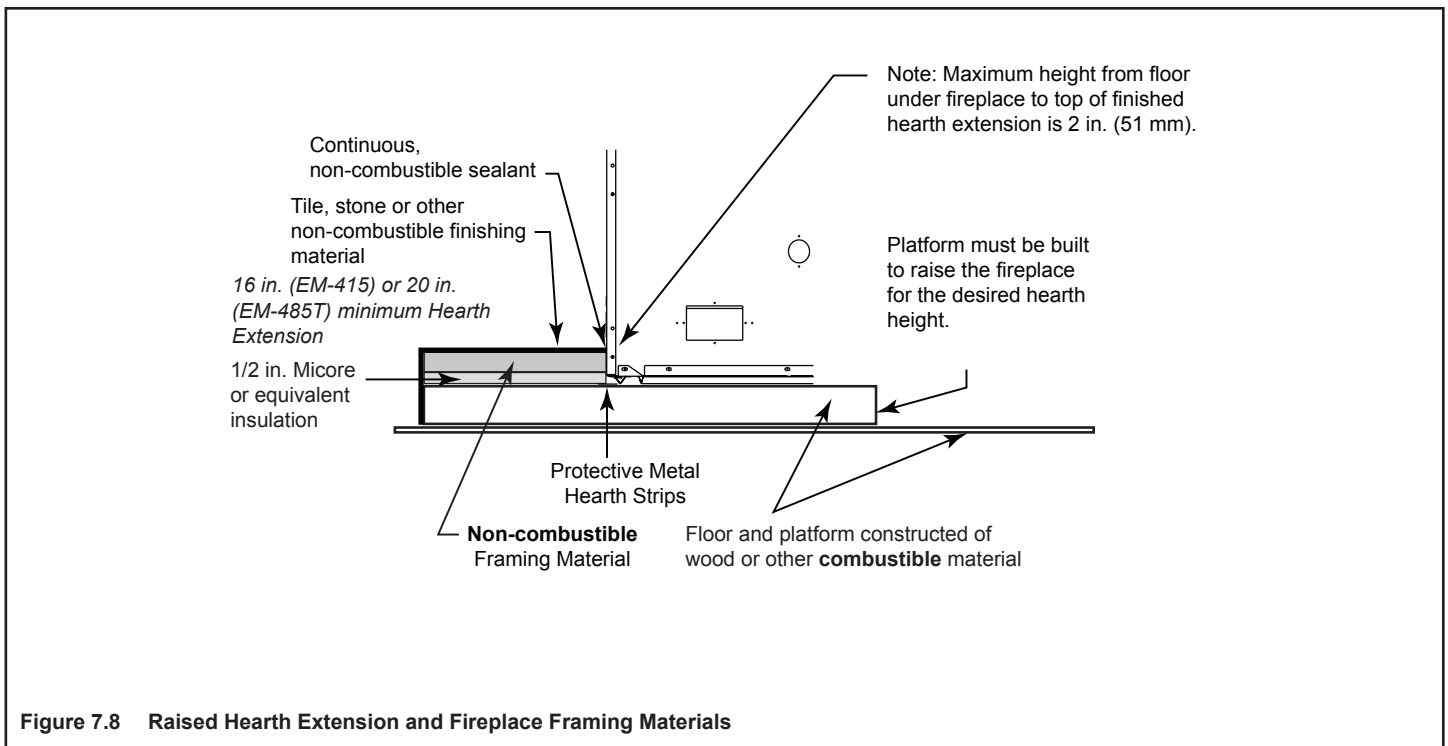 Note: Maximum height from floor
under fireplace to top of finished
hearth extension is 2 in. (51 mm).
Continuous,
non-combustible sealant
Tile, stone or other
non-combustible finishing
material
16 in. (EM-415) or 20 in.
(EM-485T) minimum Hearth
Extension
1/2 in. Micore
or equivalent
insulation
Platform must be built
to raise the fireplace
for the desired hearth
height.
Protective Metal
Hearth Strips
Non-combustible
Framing Material
Floor and platform constructed of
wood or other combustible material
Figure 7.8 Raised Hearth Extension and Fireplace Framing Materials